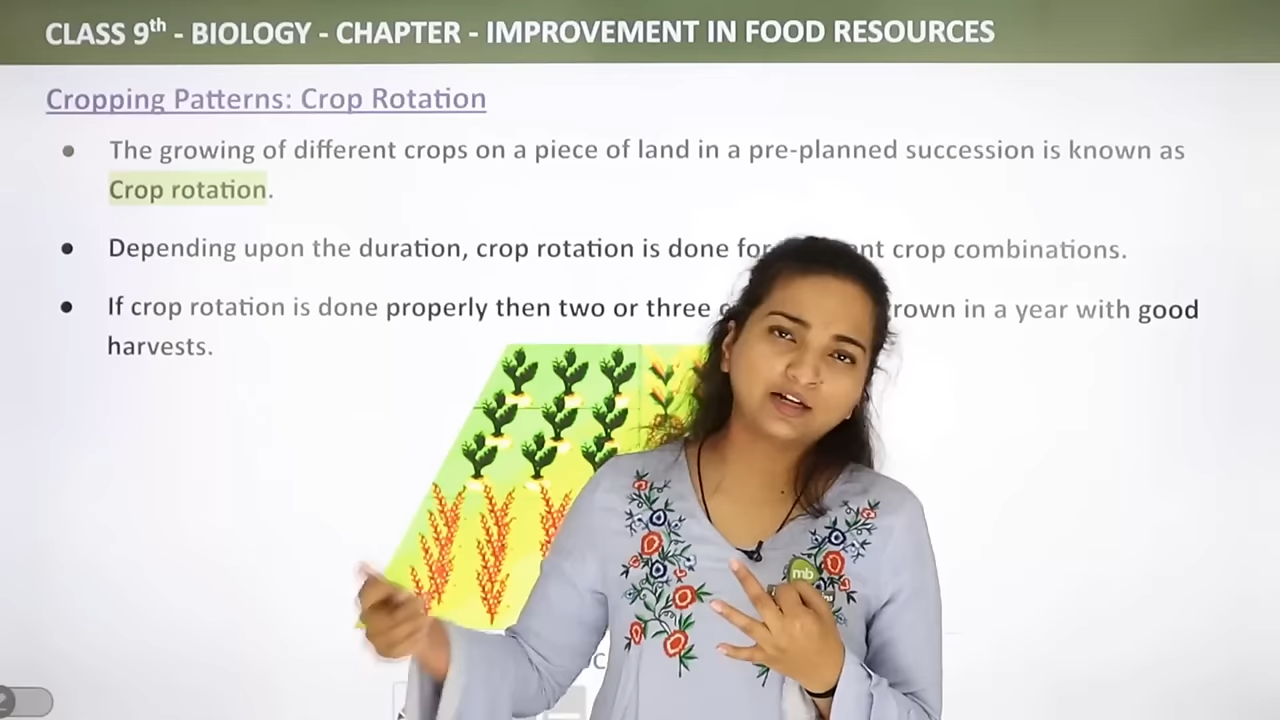 CLASS 9th - BIOLOGY - CHAPTER - IMPROVEMENT IN FOOD RESOURCES
Cropping Patterns: Crop Rotation
● The growing of different crops on a piece of land in a pre-planned succession is known as
Crop rotation.
● Depending upon the duration, crop rotation is done crop combinations.
● If crop rotation is done properly then two or three in a year with good
harvests.
mb